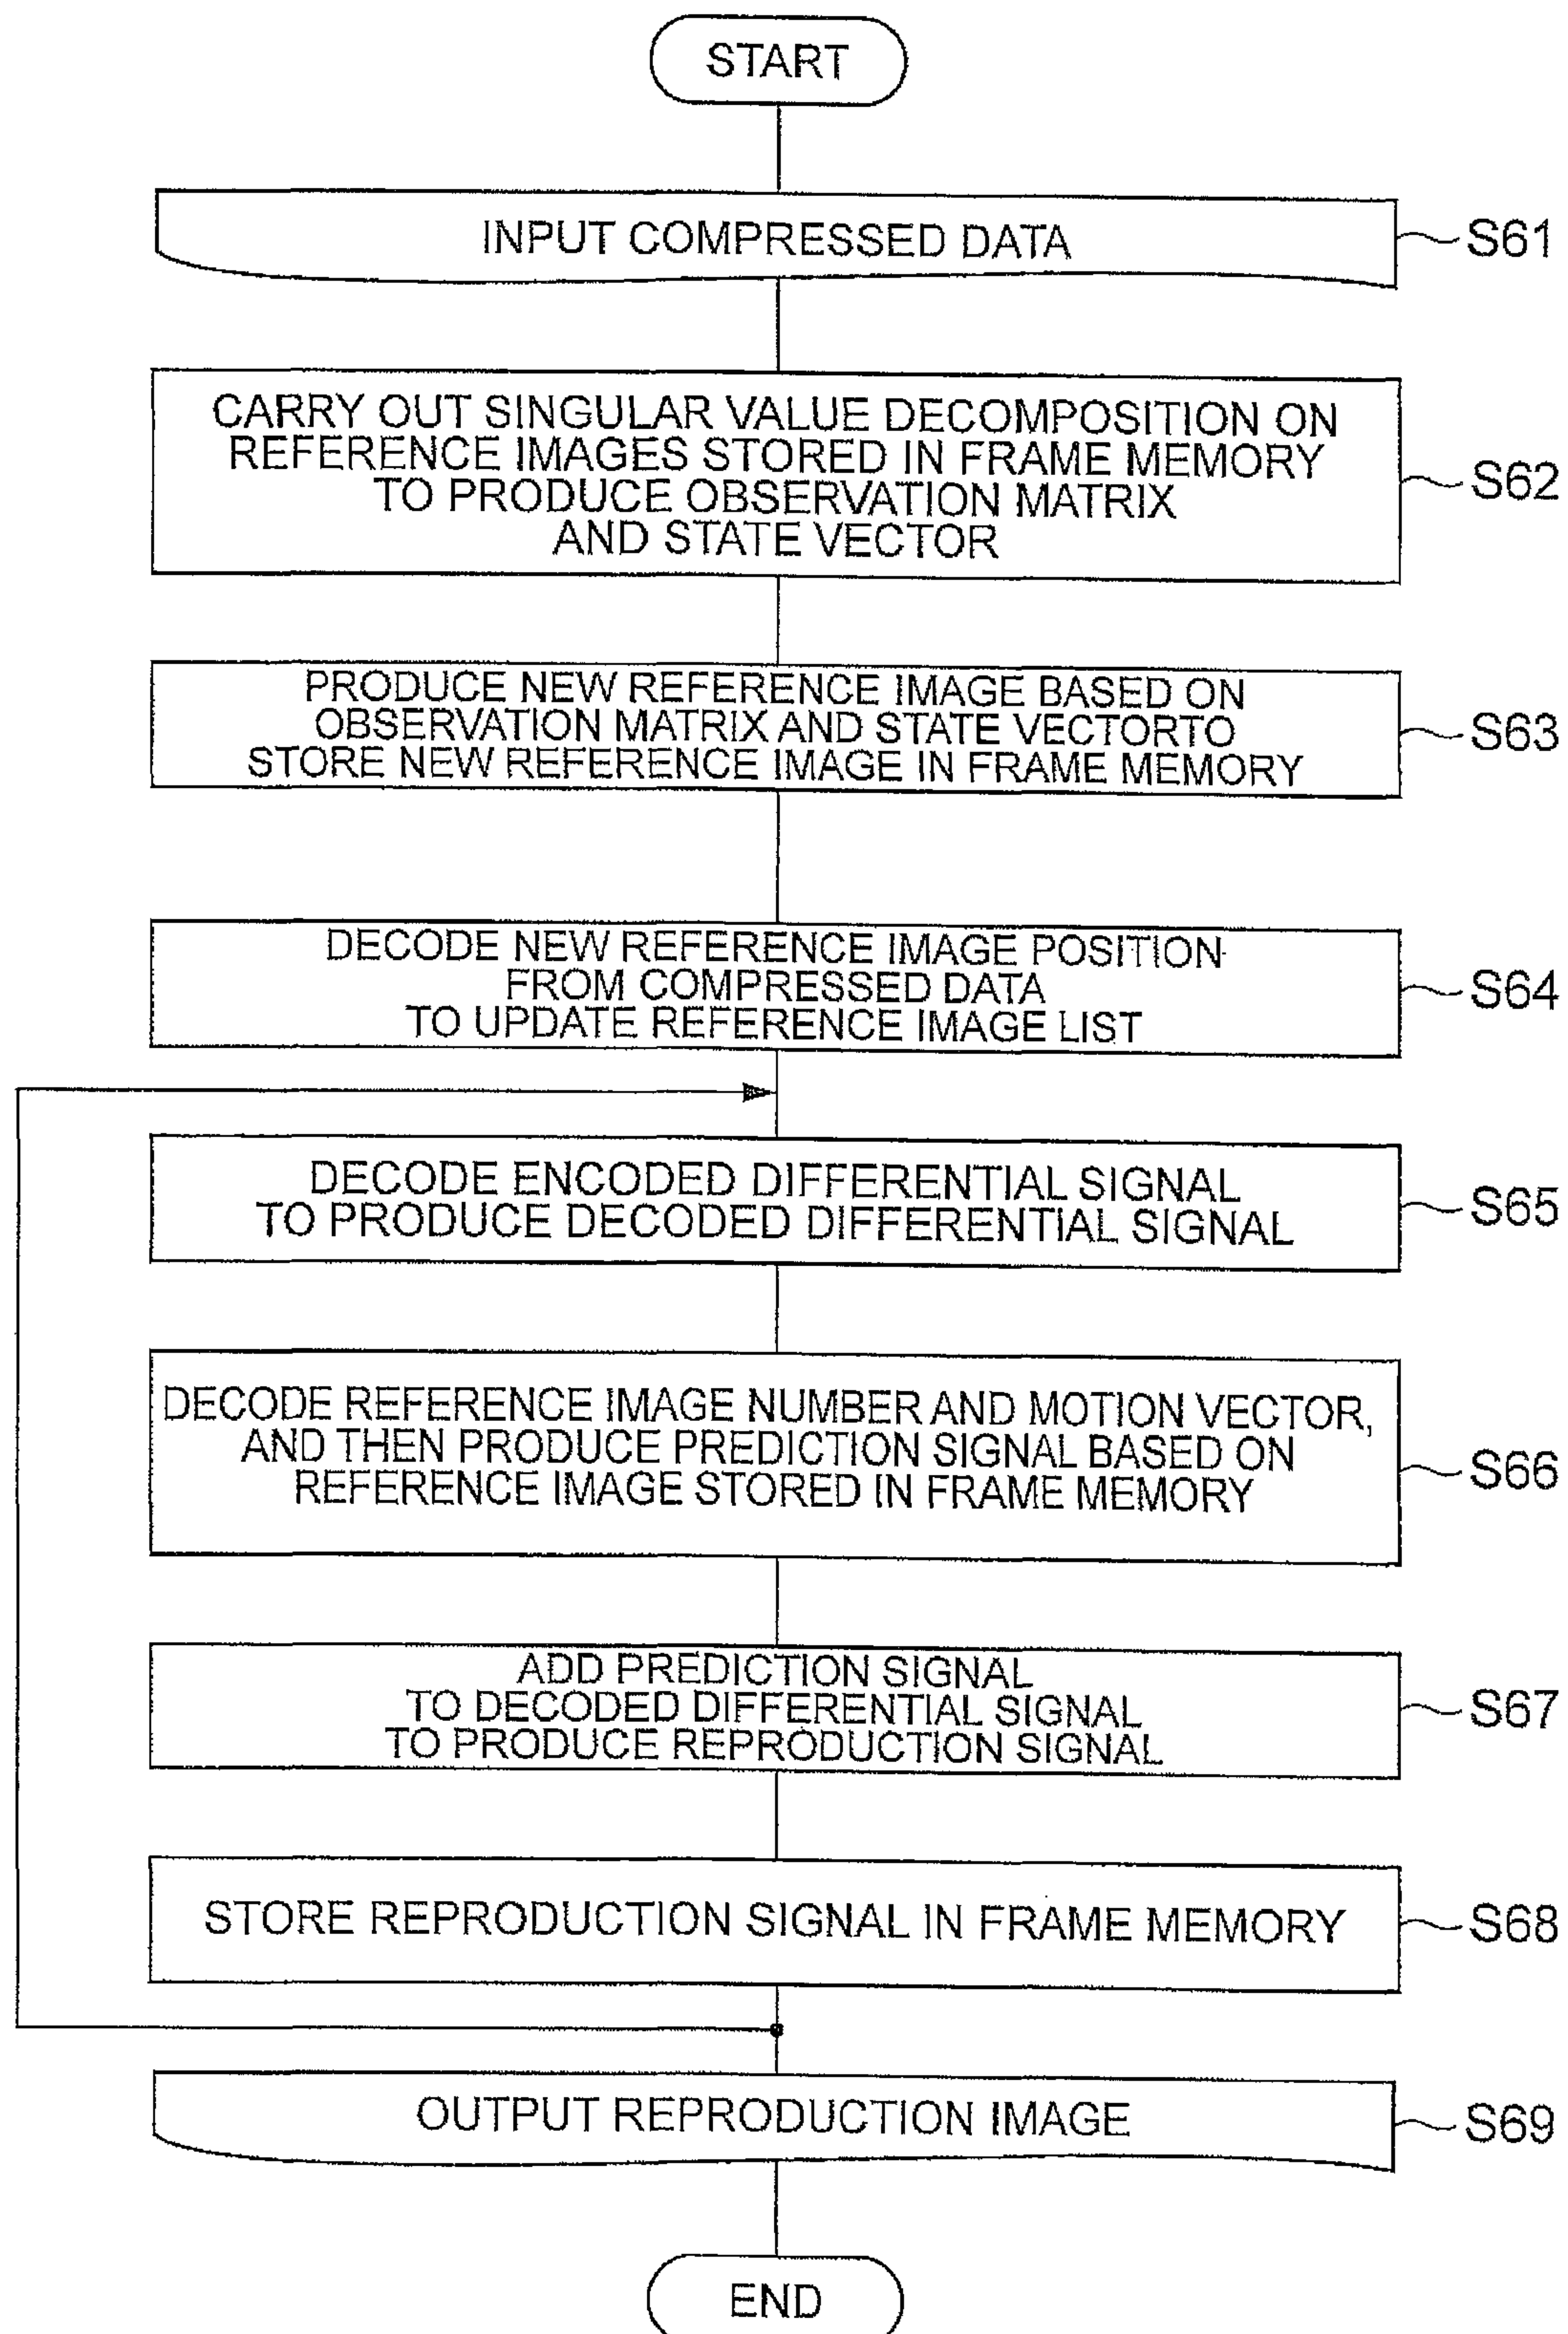 START
INPUT COMPRESSED DATA
S61
CARRY OUT SINGULAR VALUE DECOMPOSITION ON
REFERENCE IMAGES STORED IN FRAME MEMORY
TO PRODUCE OBSERVATION MATRIX
AND STATE VECTOR
S62
PRODUCE NEW REFERENCE IMAGE BASED ON
OBSERVATION MATRIX AND STATE VECTORTO
STORE NEW REFERENCE IMAGE IN FRAME MEMORY
S63
DECODE NEW REFERENCE IMAGE POSITION
FROM COMPRESSED DATA
TO UPDATE REFERENCE IMAGE LIST
S64
DECODE ENCODED DIFFERENTIAL SIGNAL
TO PRODUCE DECODED DIFFERENTIAL SIGNAL
S65
DECODE REFERENCE IMAGE NUMBER AND MOTION VECTOR,
AND THEN PRODUCE PREDICTION SIGNAL BASED ON
REFERENCE IMAGE STORED IN FRAME MEMORY
S66
ADD PREDICTION SIGNAL
TO DECODED DIFFERENTIAL SIGNAL
TO PRODUCE REPRODUCTION SIGNAL
S67
STORE REPRODUCTION SIGNAL IN FRAME MEMORY
S68
OUTPUT REPRODUCTION IMAGE
S69
END